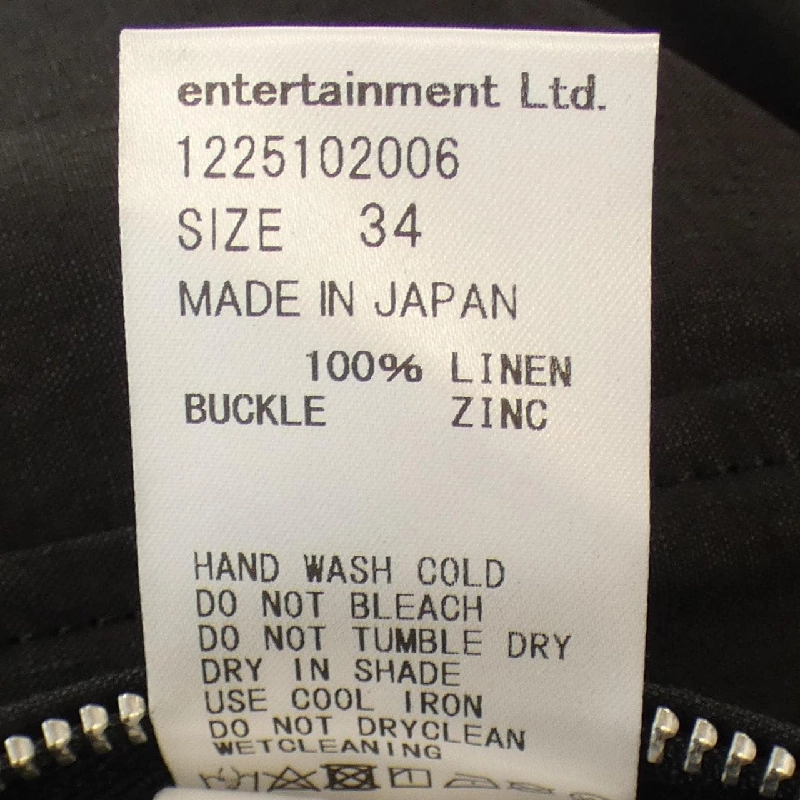 entertainment Ltd.
1225102006
SIZE 34
MADE IN JAPAN
100% LINEN
BUCKLE ZINC
HAND WASH COLD
DO NOT BLEACH
DO NOT TUMBLE DRY
DRY IN SHADE
USE COOL IRON
DO NOT DRYCLEAN
WETCLEANING